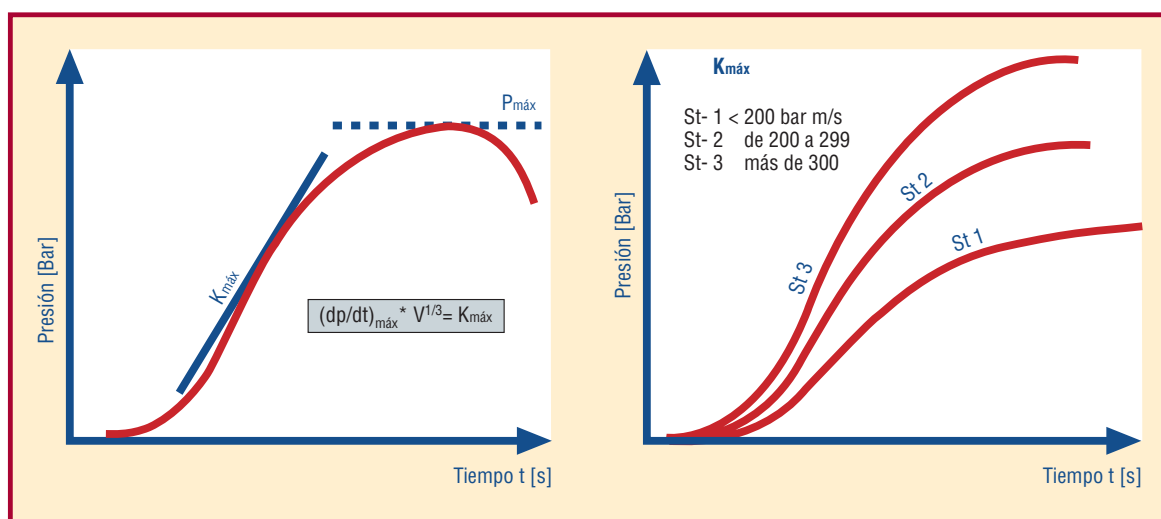 Presión [Bar]
Kmáx
Pmáx
(dp/dt)máx* V1/3= Kmáx
Tiempo t [s]
Presión [Bar]
Kmáx
St- 1 < 200 bar m/s
St- 2 de 200 a 299
St- 3 más de 300
St 3
St 2
St 1
Tiempo t [s]